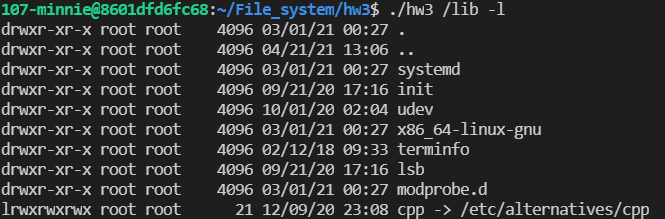 107-minnie@8601dfd6fc68:~/File_system/hw3$ ./hw3 /lib -l
drwxr-xr-x root root    4096 03/01/21 00:27 .
drwxr-xr-x root root    4096 04/21/21 13:06 ..
drwxr-xr-x root root    4096 03/01/21 00:27 systemd
drwxr-xr-x root root    4096 09/21/20 17:16 init
drwxr-xr-x root root    4096 10/01/20 02:04 udev
drwxr-xr-x root root    4096 03/01/21 00:27 x86_64-linux-gnu
drwxr-xr-x root root    4096 02/12/18 09:33 terminfo
drwxr-xr-x root root    4096 09/21/20 17:16 lsb
drwxr-xr-x root root    4096 03/01/21 00:27 modprobe.d
lrwxrwxrwx root root      21 12/09/20 23:08 cpp -> /etc/alternatives/cpp